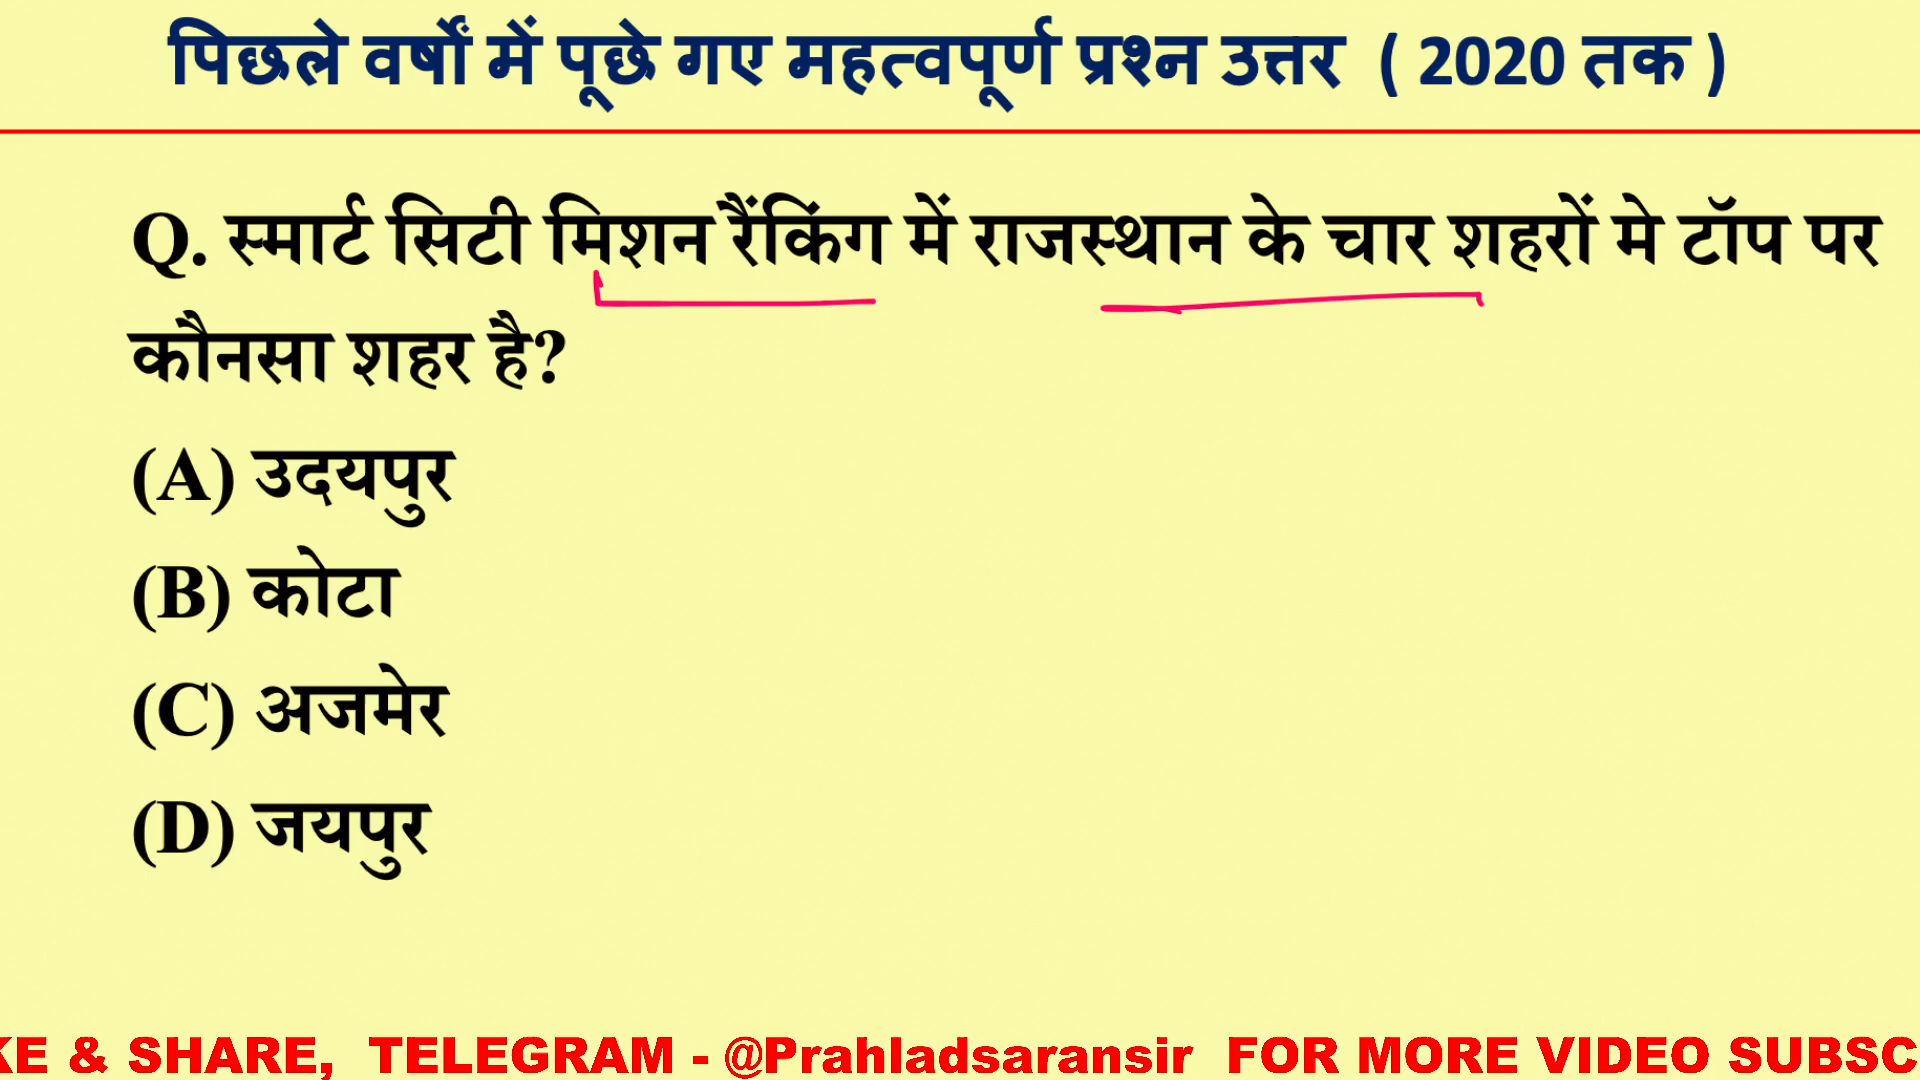 पिछले वर्षों में पूछे गए महत्वपूर्ण प्रश्न उत्तर ( 2020 तक )
Q. स्मार्ट सिटी मिशन रैंकिंग में राजस्थान के चार शहरों मे टॉप पर
कौनसा शहर है?
(A) उदयपुर
(B) कोटा
(C) अजमेर
(D) जयपुर
& SHARE, TELEGRAM - @Prahladsaransir FOR MORE VIDEO